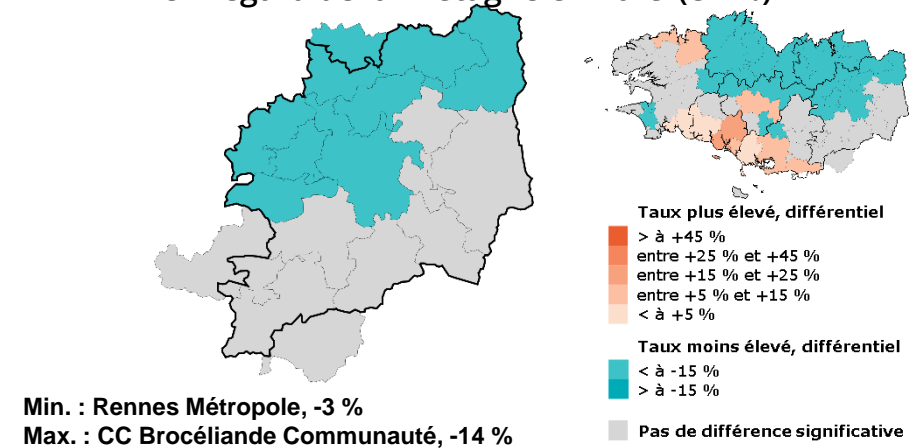 Min. : Rennes Métropole, -3 %
Max. : CC Brocéliande Communauté, -14 %
Taux plus élevé, différentiel
> à +45 %
entre +25 % et +45 %
entre +15 % et +25 %
entre +5 % et +15 %
< à +5 %
Taux moins élevé, différentiel
< à -15 %
> à -15 %
Pas de différence significative